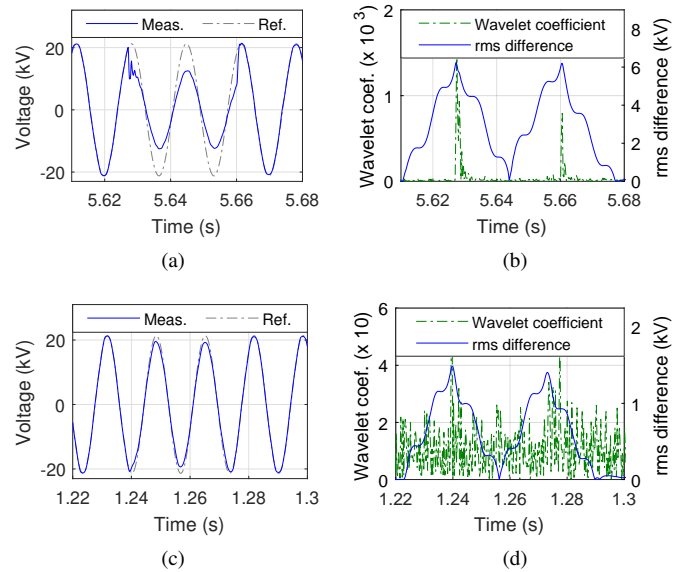 Meas. Ref.
Voltage (kV)
20
0
-20
5.62 5.64 5.66 5.68
Time (s)
(a)
Wavelet coefficient
rms difference
Wavelet coef. (x 10 3)
2
1
0
rms difference (kV)
9
8
6
4
2
0
5.62 5.64 5.66 5.68
Time (s)
(b)
Meas. Ref.
Voltage (kV)
20
0
-20
1.22 1.24 1.26 1.28 1.3
Time (s)
(c)
Wavelet coefficient
rms difference
Wavelet coef. (x 10)
6
4
2
0
rms difference (kV)
2
1
0
1.22 1.24 1.26 1.28 1.3
Time (s)
(d)